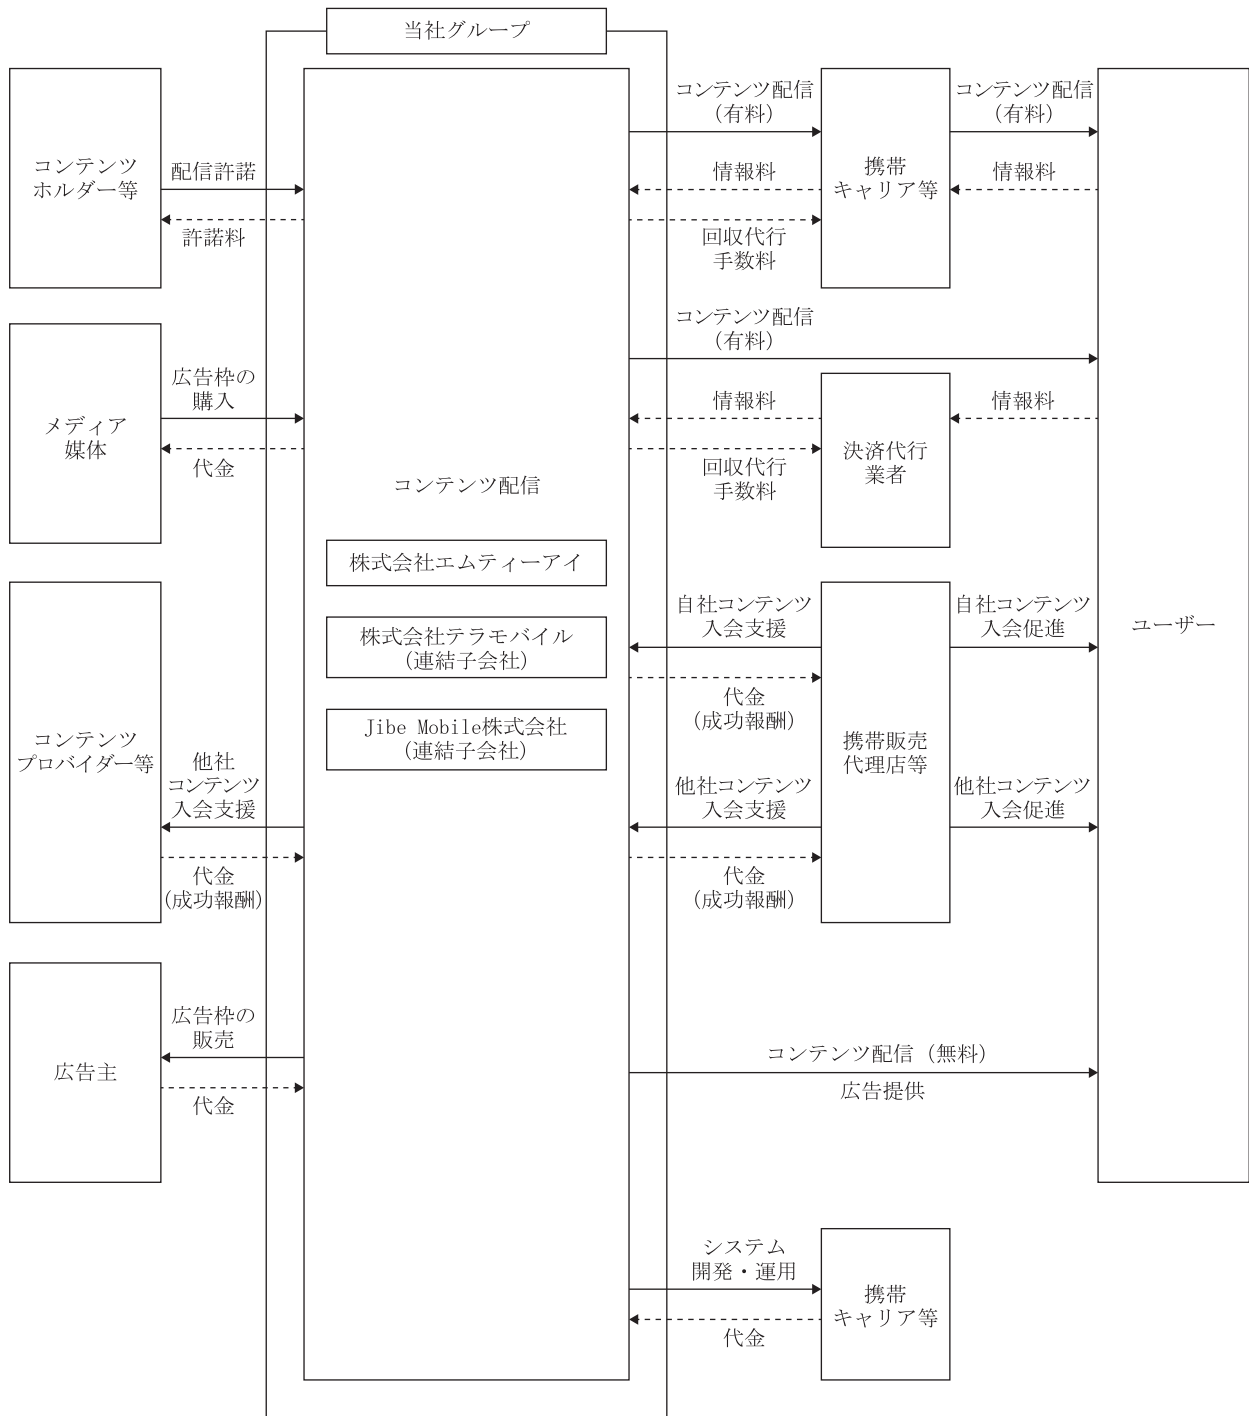 当社グループ
コンテンツ
ホルダー等
配信許諾
許諾料
コンテンツ配信
（有料）
情報料
回収代行
手数料
携帯
キャリア等
コンテンツ配信
（有料）
情報料
メディア
媒体
広告枠の
購入
代金
コンテンツ配信
コンテンツ配信
（有料）
情報料
回収代行
手数料
決済代行
業者
情報料
株式会社エムティーアイ
株式会社テラモバイル
（連結子会社）
Jibe Mobile株式会社
（連結子会社）
コンテンツ
プロバイダー等
他社
コンテンツ
入会支援
代金
（成功報酬）
自社コンテンツ
入会支援
代金
（成功報酬）
他社コンテンツ
入会支援
代金
（成功報酬）
携帯販売
代理店等
自社コンテンツ
入会促進
他社コンテンツ
入会促進
ユーザー
広告主
広告枠の
販売
代金
コンテンツ配信（無料）
広告提供
システム
開発・運用
代金
携帯
キャリア等